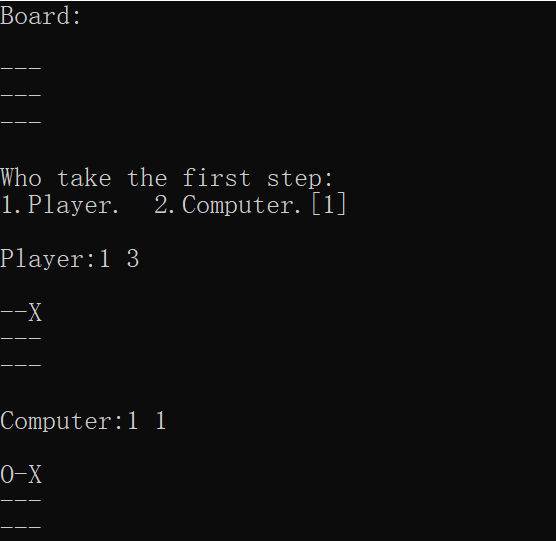 Board:
---
---
---
Who take the first step:
1.Player.  2.Computer.[1]
Player:1 3
--X
---
---
Computer:1 1
O-X
---
---